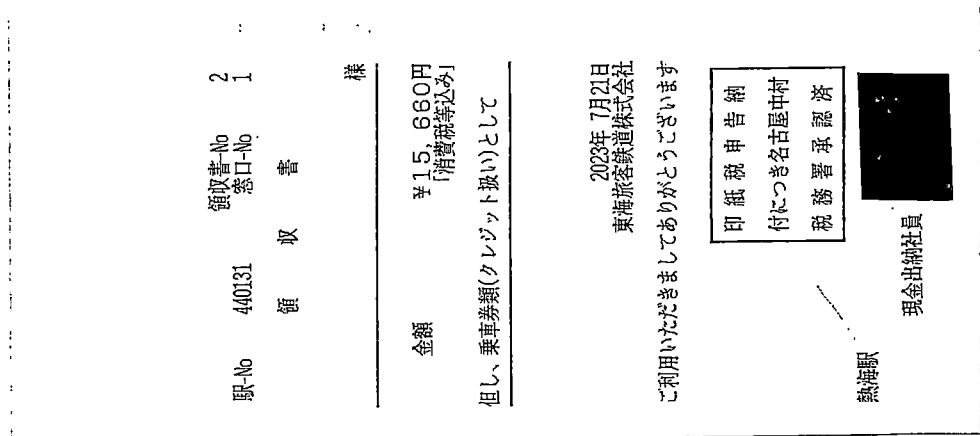 領収書-No 2
駅-No 440131 窓口-No 1
領 収 書
様
金額 ¥15,660円
「消費税等込み」
但し、乗車券類(クレジット扱い)として
2023年 7月21日
東海旅客鉄道株式会社
ご利用いただきましてありがとうございます
印紙税申告納
付につき名古屋中村
税務署承認済
熱海駅
現金出納社員